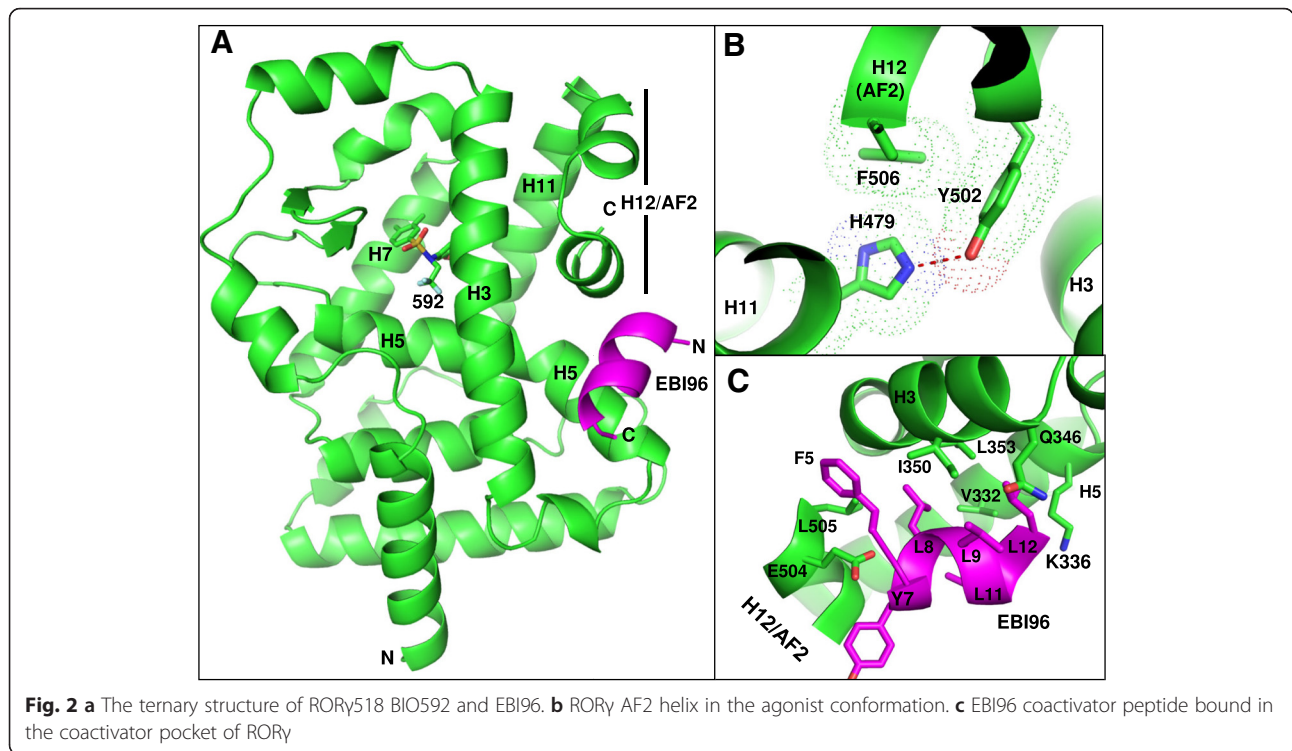 A
H11
C H12/AF2
H7
592
H3
H5
H5
N
EBI96
C
N
B
H12
(AF2)
F506
Y502
H479
H11
H3
C
H3
Q346
L353
F5
I350
H5
V332
L505
L8
L9
L12
E504
K336
Y7
L11
EBI96
H12/AF2
Fig. 2 a The ternary structure of RORγ518 BIO592 and EBI96. b RORγ AF2 helix in the agonist conformation. c EBI96 coactivator peptide bound in
the coactivator pocket of RORγ